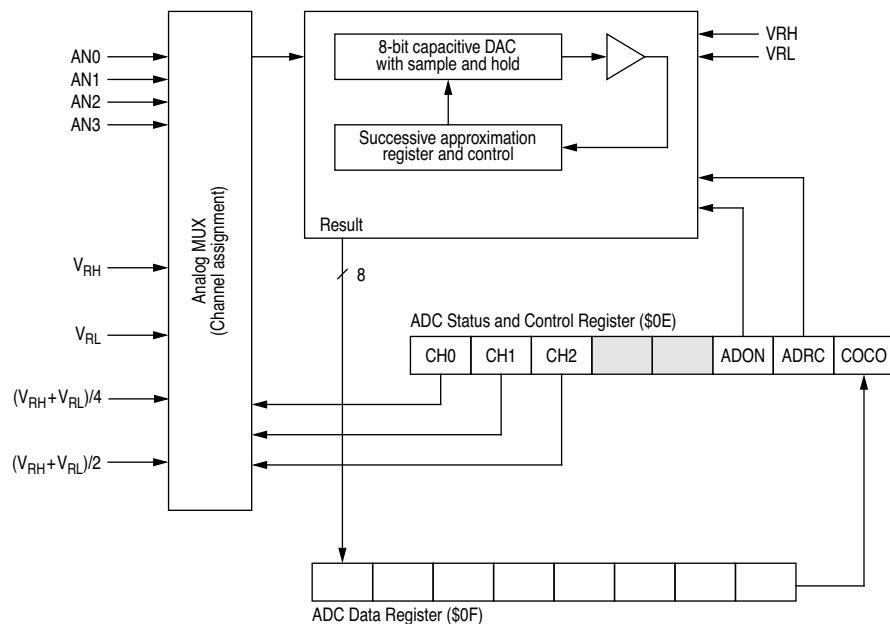 AN0
AN1
AN2
AN3
V_RH
V_RL
(V_RH+V_RL)/4
(V_RH+V_RL)/2
Analog MUX
(Channel assignment)
8-bit capacitive DAC
with sample and hold
Successive approximation
register and control
Result
VRH
VRL
8
ADC Status and Control Register ($0E)
CH0 CH1 CH2 ADON ADRC COCO
ADC Data Register ($0F)